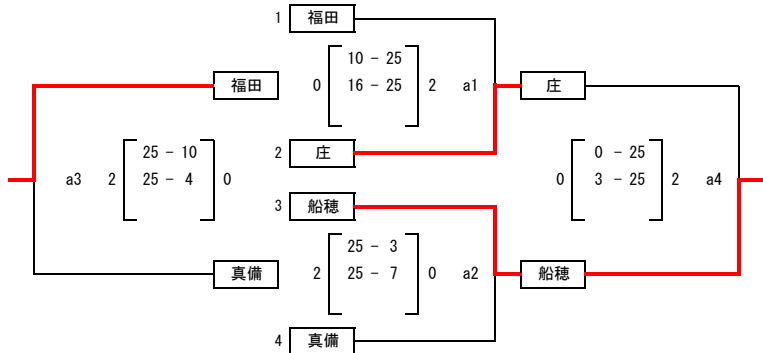 1 福田
10 - 25
福田 0 16 - 25 2 a1 庄
2 庄
25 - 10 0 - 25
a3 2 25 - 4 0 0 3 - 25 2 a4
3 船穂
25 - 3
真備 2 25 - 7 0 a2 船穂
4 真備